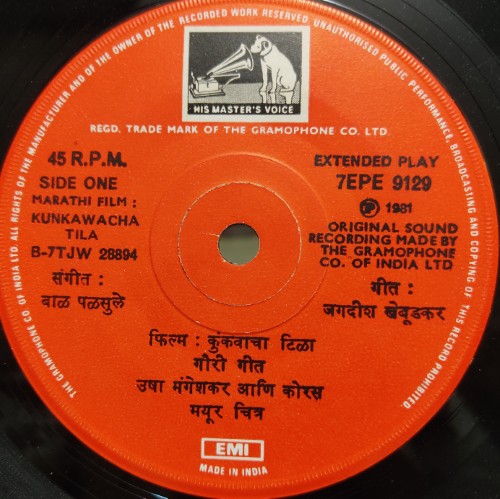 ALL RIGHTS OF THE MANUFACTURER AND OF THE OWNER OF THE RECORDED WORK RESERVED. UNAUTHORISED PUBLIC PERFORMANCE, BROADCASTING AND COPYING OF THIS RECORD PROHIBITED.
THE GRAMOPHONE CO. OF INDIA LTD.
HIS MASTER'S VOICE
REGD. TRADE MARK OF THE GRAMOPHONE CO. LTD.
45 R.P.M.
SIDE ONE
MARATHI FILM :
KUNKAWACHA
TILA
B-7TJW 28894
संगीत :
बाळ पळसुले
EXTENDED PLAY
7EPE 9129
℗ 1981
ORIGINAL SOUND
RECORDING MADE BY
THE GRAMOPHONE
CO. OF INDIA LTD
गीत :
जगदीश खेबूडकर
फिल्म : कुंकवाचा टिळा
गौरी गीत
उषा मंगेशकर आणि कोरस
मयूर चित्र
EMI
MADE IN INDIA